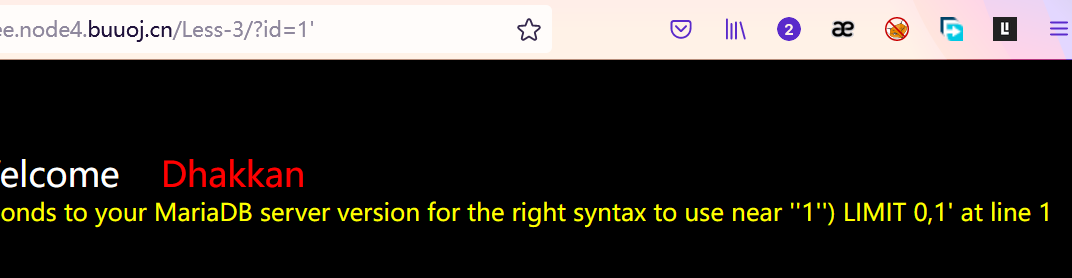 ee.node4.buuoj.cn/Less-3/?id=1'
2
æ
elcome Dhakkan
onds to your MariaDB server version for the right syntax to use near ''1'') LIMIT 0,1' at line 1